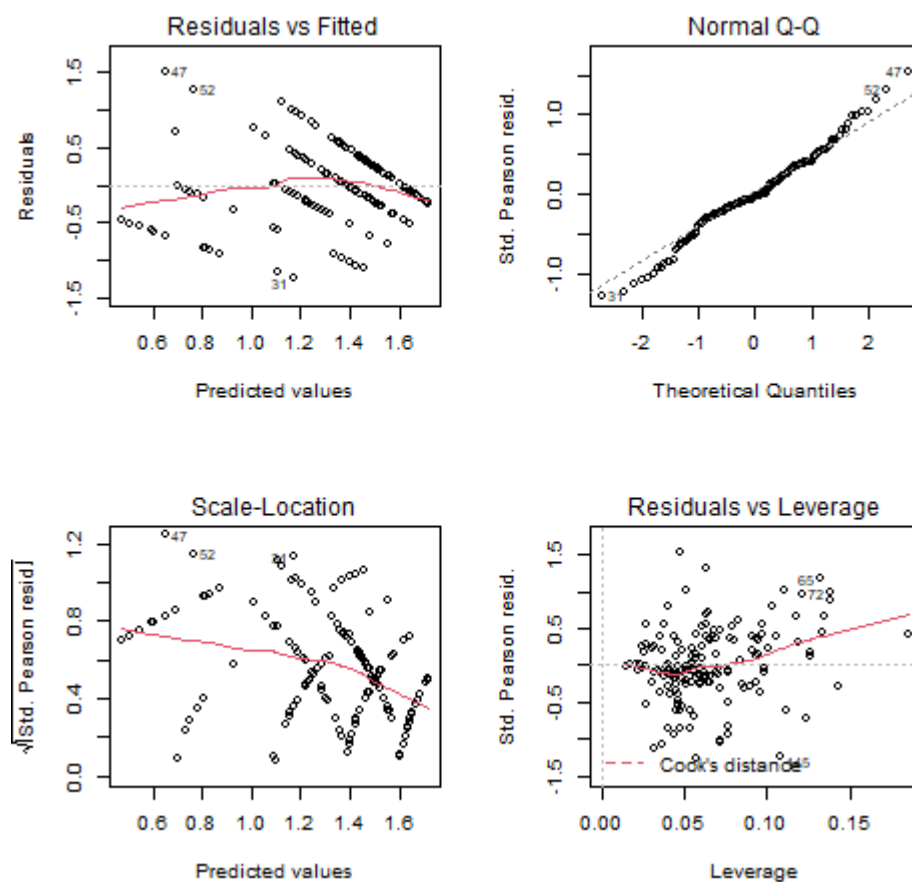 Residuals vs Fitted
Residuals
1.5
0.5
-0.5
-1.5
47
52
31
0.6 0.8 1.0 1.2 1.4 1.6
Predicted values
Normal Q-Q
Std. Pearson resid.
1.0
0.0
-1.0
47
52
31
-2 -1 0 1 2
Theoretical Quantiles
Scale-Location
√|Std. Pearson resid.|
1.2
0.8
0.4
0.0
47
52
0.6 0.8 1.0 1.2 1.4 1.6
Predicted values
Residuals vs Leverage
Std. Pearson resid.
1.5
0.5
-0.5
-1.5
65
72
Cook's distance
0.00 0.05 0.10 0.15
Leverage